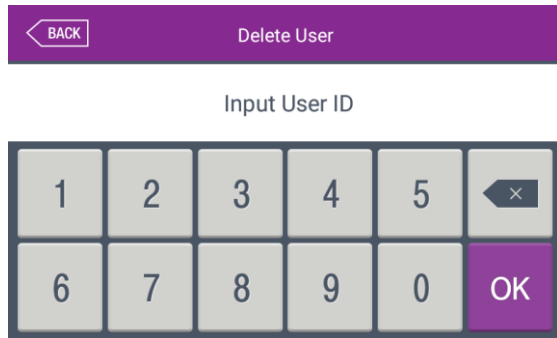 BACK
Delete User
Input User ID
1 2 3 4 5 ×
6 7 8 9 0 OK